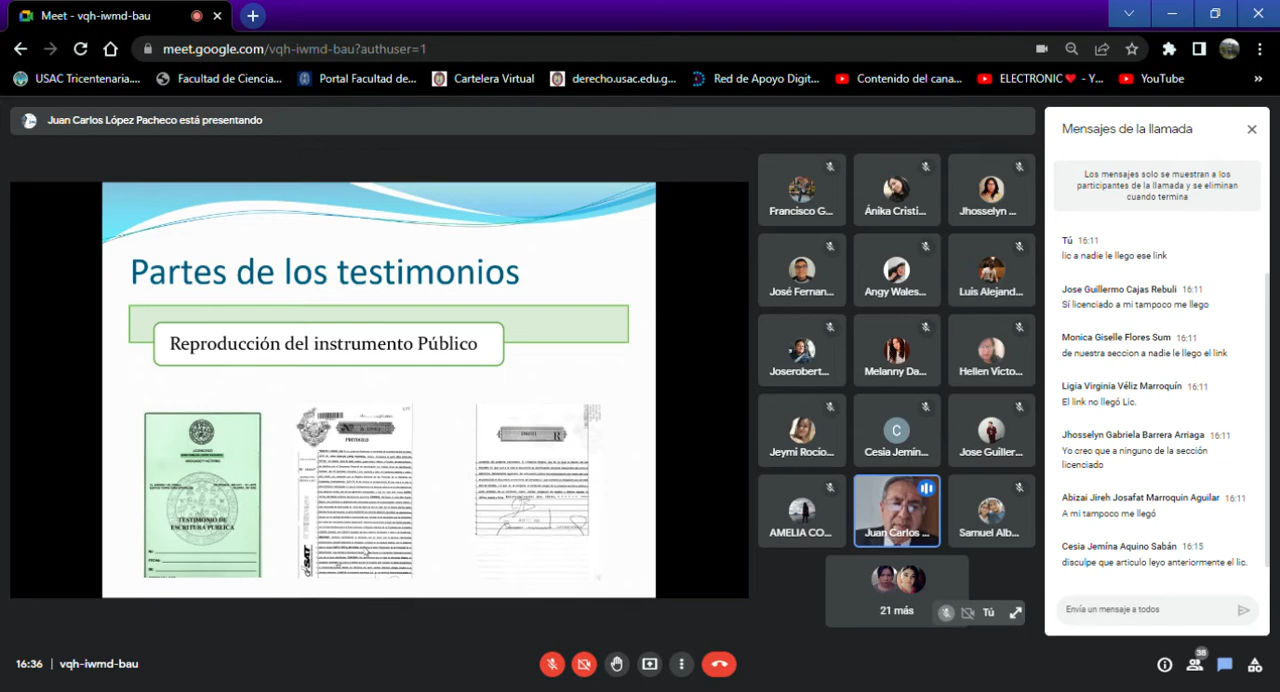 Meet - vqh-iwmd-bau
meet.google.com/vqh-iwmd-bau?authuser=1
USAC Tricentenaria....
Facultad de Ciencia...
Portal Facultad de...
Cartelera Virtual
derecho.usac.edu.g...
Red de Apoyo Digit...
Contenido del cana...
ELECTRONIC❤ - Y...
YouTube
»
Juan Carlos López Pacheco está presentando
Partes de los testimonios
Reproducción del instrumento Público
TESTIMONIO DE
ESCRITURA PUBLICA
PROTOCOLO
SAT
R
Francisco G...
Ánika Cristi...
Jhosselyn ...
José Fernan...
Angy Wales...
Luis Alejand...
Joserobert...
Melanny Da...
Hellen Victo...
Jeymi Rocío...
C
Cesia Jemín...
Jose Guiller...
AMELIA CO...
Juan Carlos ...
Samuel Alb...
21 más
Tú
Mensajes de la llamada
Los mensajes solo se muestran a los
participantes de la llamada y se eliminan
cuando termina
Tú 16:11
lic a nadie le llego ese link
Jose Guillermo Cajas Rebuli 16:11
Sí licenciado a mi tampoco me llego
Monica Giselle Flores Sum 16:11
de nuestra seccion a nadie le llego el link
Ligia Virginia Véliz Marroquín 16:11
El link no llegó Lic.
Jhosselyn Gabriela Barrera Arriaga 16:11
Yo creo que a ninguno de la sección
licenciado
Abizai Jireh Josafat Marroquin Aguilar 16:11
A mi tampoco me llegó
Cesia Jemína Aquino Sabán 16:15
disculpe que articulo leyo anteriormente el lic.
Envía un mensaje a todos
16:36 | vqh-iwmd-bau
38